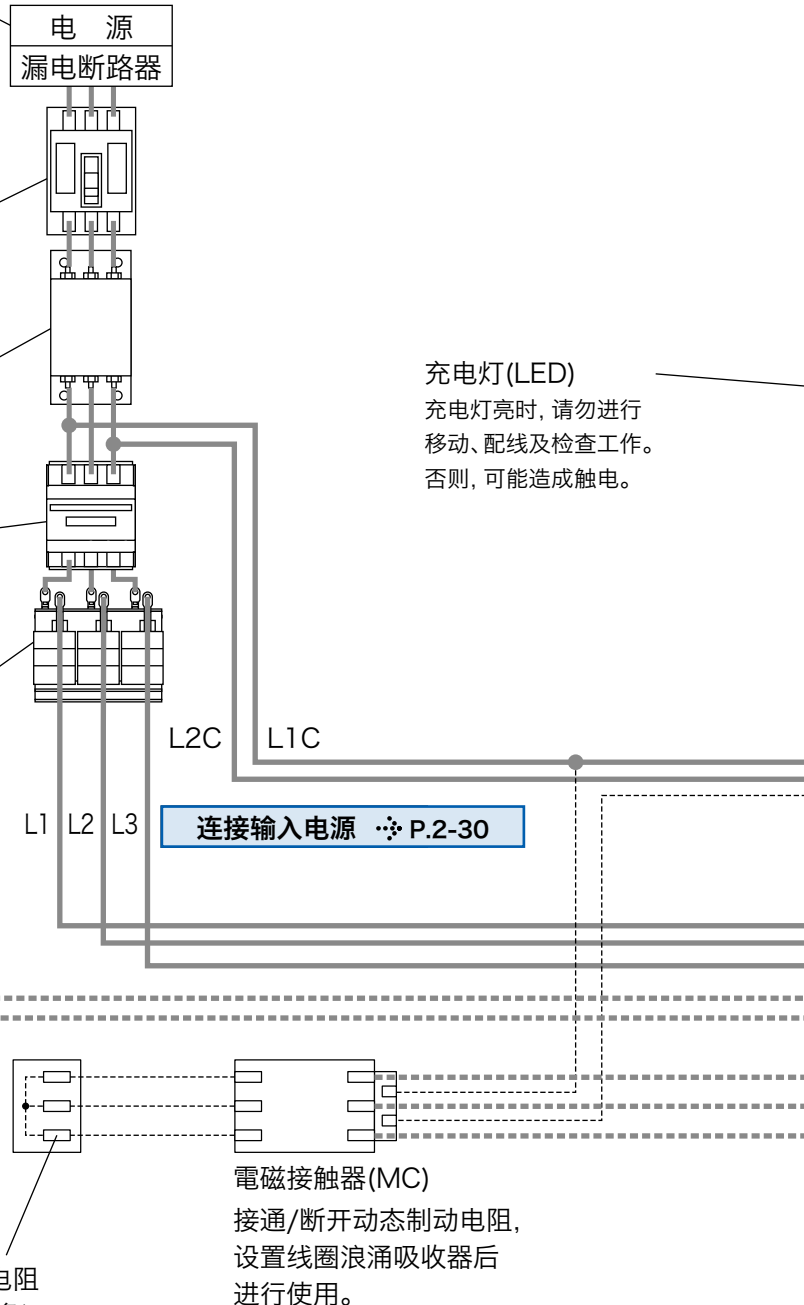 电 源
漏电断路器
充电灯(LED)
充电灯亮时, 请勿进行
移动、配线及检查工作。
否则, 可能造成触电。
L2C
L1C
L1
L2
L3
连接输入电源 P.2-30
電磁接触器(MC)
接通/断开动态制动电阻,
设置线圈浪涌吸收器后
进行使用。
阻